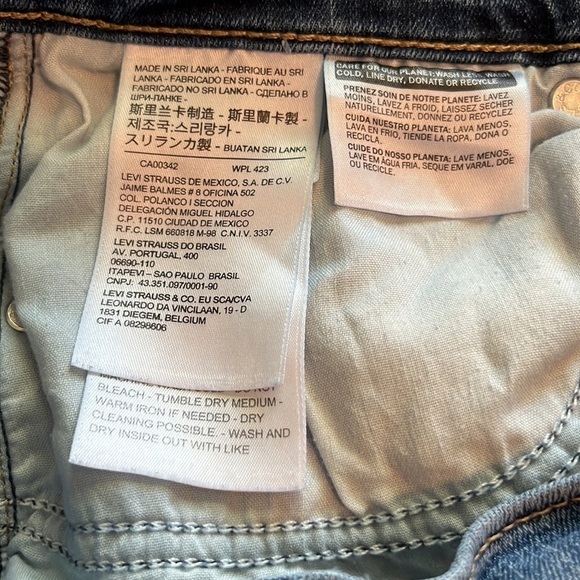 MADE IN SRI LANKA - FABRIQUE AU SRI
LANKA - FABRICADO EN SRI LANKA -
FABRICADO NO SRI LANKA - СДЕЛАНО В
ШРИ-ЛАНКЕ -
斯里兰卡制造 - 斯里蘭卡製 -
제조국:스리랑카 -
スリランカ製 - BUATAN SRI LANKA
CA00342 WPL 423
LEVI STRAUSS DE MEXICO, S.A. DE C.V.
JAIME BALMES # 8 OFICINA 502
COL. POLANCO I SECCION
DELEGACIÓN MIGUEL HIDALGO
C.P. 11510 CIUDAD DE MEXICO
R.F.C. LSM 660818 M-98 C.N.I.V. 3337
LEVI STRAUSS DO BRASIL
AV. PORTUGAL, 400
06690-110
ITAPEVI – SAO PAULO BRASIL
CNPJ: 43.351.097/0001-90
LEVI STRAUSS & CO. EU SCA/CVA
LEONARDO DA VINCILAAN, 19 - D
1831 DIEGEM, BELGIUM
CIF A 08298606
NOT
BLEACH - TUMBLE DRY MEDIUM -
WARM IRON IF NEEDED - DRY
CLEANING POSSIBLE. - WASH AND
DRY INSIDE OUT WITH LIKE
CARE FOR OUR PLANET: WASH LESS, WASH
COLD, LINE DRY, DONATE OR RECYCLE
PRENEZ SOIN DE NOTRE PLANETE: LAVEZ
MOINS, LAVEZ A FROID, LAISSEZ SECHER
NATURELLEMENT, DONNEZ OU RECYCLEZ
CUIDA NUESTRO PLANETA: LAVA MENOS,
LAVA EN FRÍO, TIENDE LA ROPA, DONA O
RECICLA.
CUIDE DO NOSSO PLANETA: LAVE MENOS,
LAVE EM ÁGUA FRIA, SEQUE EM VARAL, DOE
OU RECICLE.